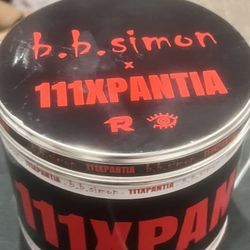 b.b.simon
x
111XPANTIA
R
111XPANTIA b.b.simon
b.b.simon - 111XPANTIA
111XPAN